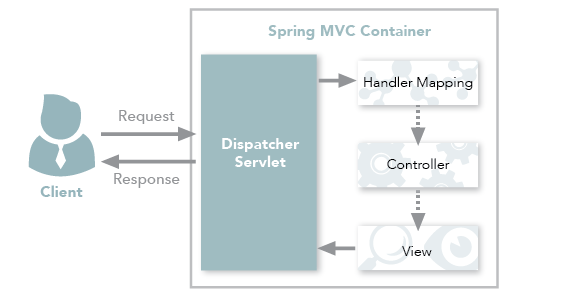 Spring MVC Container
Handler Mapping
Request
Dispatcher
Servlet
Controller
Response
Client
View